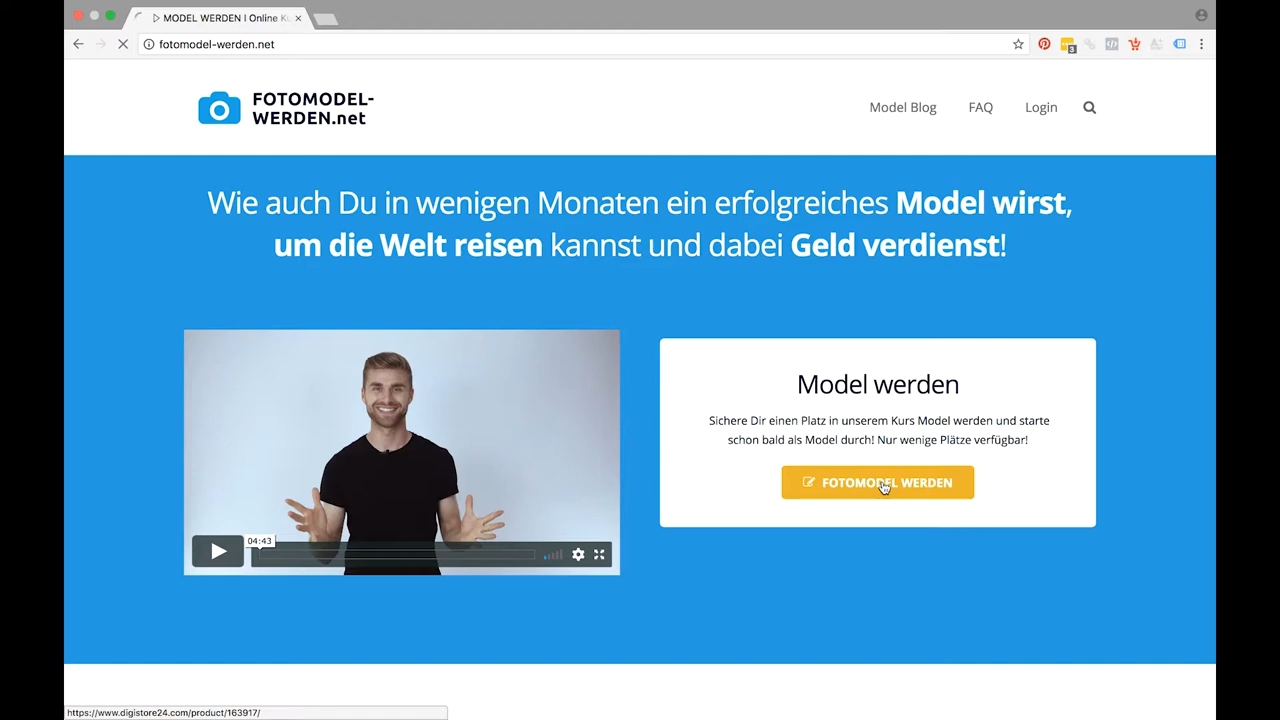 ▷ MODEL WERDEN I Online Ku
fotomodel-werden.net
3
FOTOMODEL-
WERDEN.net
Model Blog FAQ Login
Wie auch Du in wenigen Monaten ein erfolgreiches Model wirst,
um die Welt reisen kannst und dabei Geld verdienst!
Model werden
Sichere Dir einen Platz in unserem Kurs Model werden und starte
schon bald als Model durch! Nur wenige Plätze verfügbar!
FOTOMODEL WERDEN
04:43
https://www.digistore24.com/product/163917/